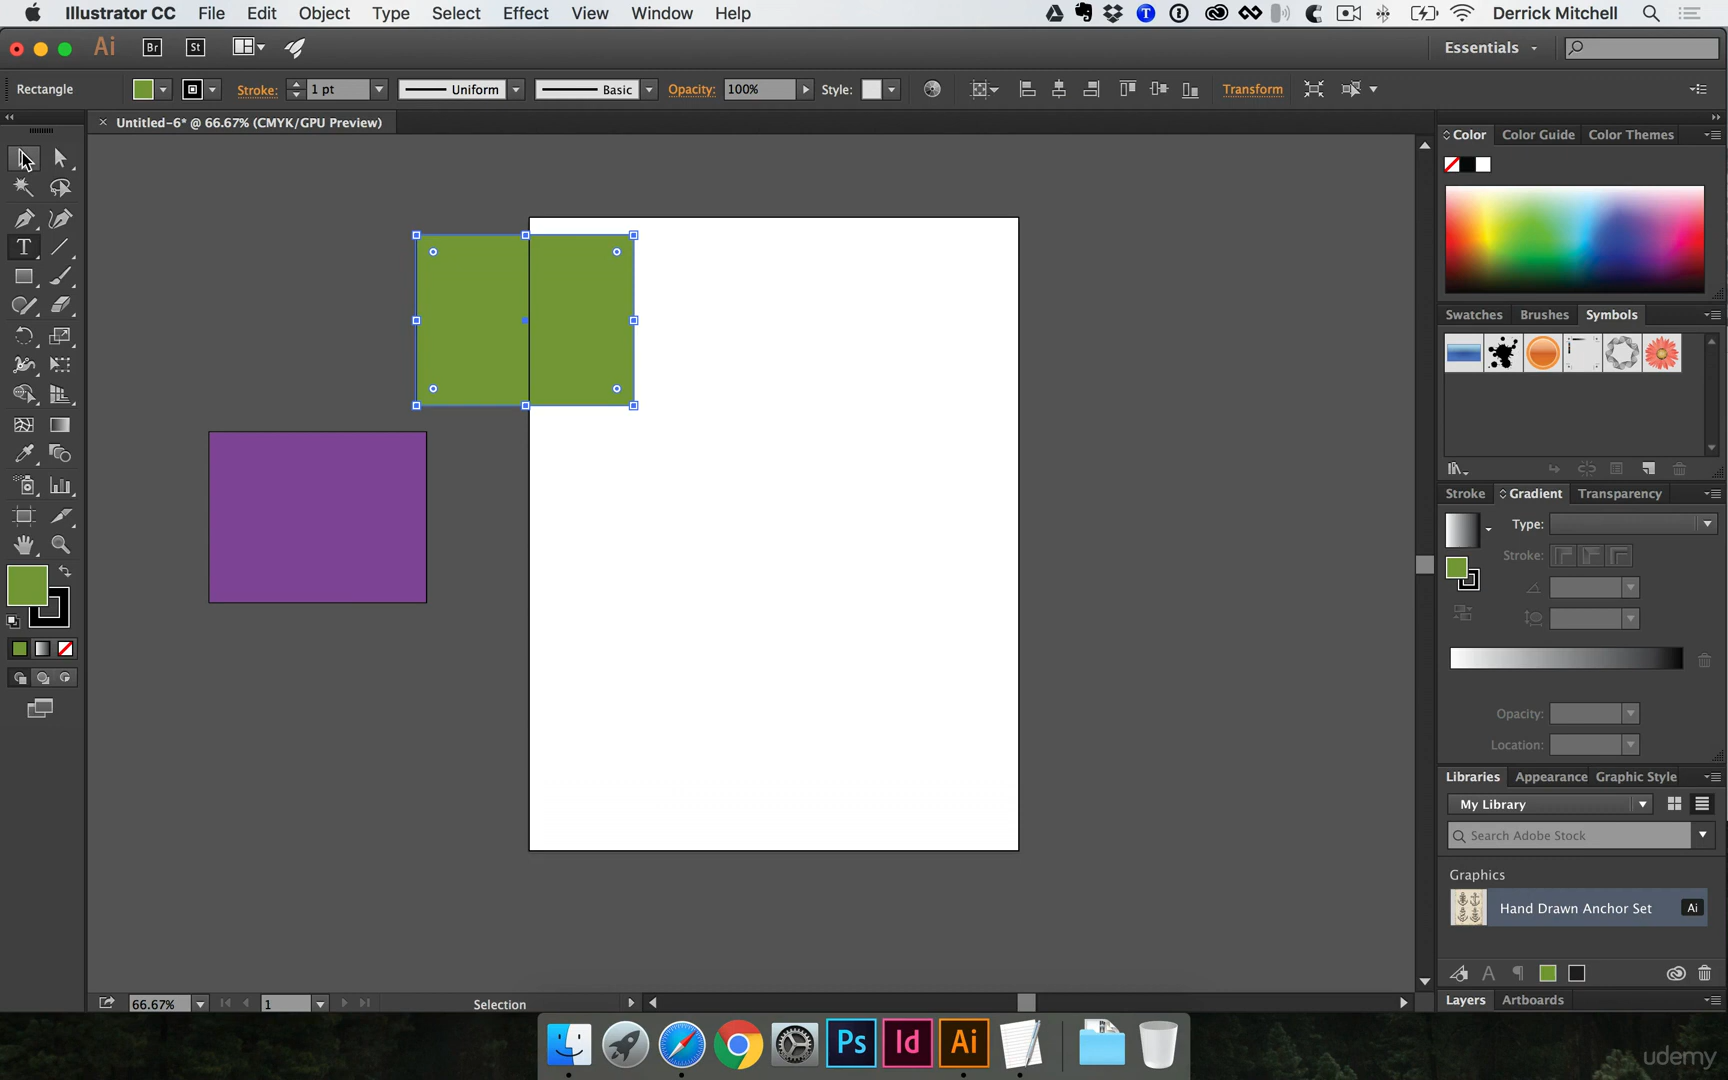 Illustrator CC File Edit Object Type Select Effect View Window Help Derrick Mitchell
Ai Br St Essentials
Rectangle Stroke: 1 pt Uniform Basic Opacity: 100% Style: Transform
× Untitled-6* @ 66.67% (CMYK/GPU Preview)
Color Color Guide Color Themes
Swatches Brushes Symbols
Stroke Gradient Transparency
Type:
Stroke:
Opacity:
Location:
Libraries Appearance Graphic Style
My Library
Search Adobe Stock
Graphics
Hand Drawn Anchor Set Ai
Layers Artboards
66.67% 1 Selection
Ps Id Ai
udemy